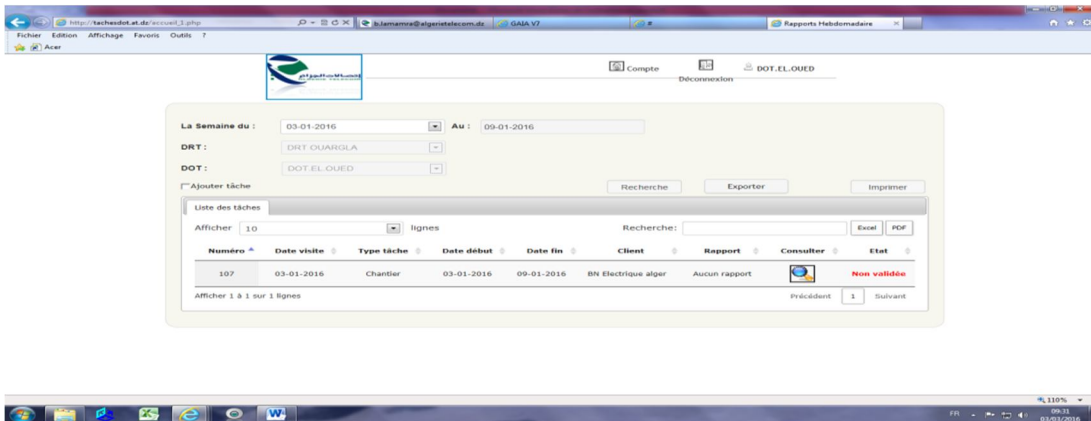 http://tachesdot.at.dz/accueil_1.php
b.lamamra@algerietelecom.dz
GAIA V7
#
Rapports Hebdomadaire
Fichier Edition Affichage Favoris Outils ?
Acer
إتصالات الجزائر
ALGERIE TELECOM
Compte
Déconnexion
DOT.EL.OUED
La Semaine du : 03-01-2016 Au : 09-01-2016
DRT : DRT OUARGLA
DOT : DOT.EL.OUED
Ajouter tâche Recherche Exporter Imprimer
Liste des tâches
Afficher 10 lignes Recherche: Excel PDF
Numéro Date visite Type tâche Date début Date fin Client Rapport Consulter Etat
107 03-01-2016 Chantier 03-01-2016 09-01-2016 BN Electrique alger Aucun rapport Non validée
Afficher 1 à 1 sur 1 lignes Précédent 1 Suivant
110%
FR 09:31
03/03/2016